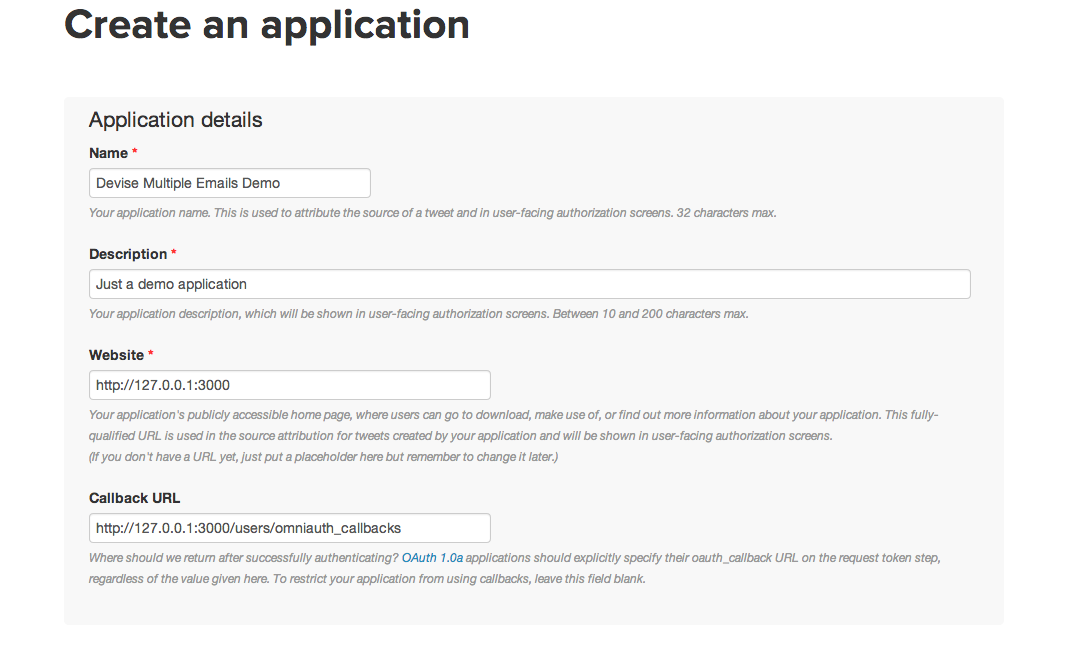 Create an application
Application details
Name *
Devise Multiple Emails Demo
Your application name. This is used to attribute the source of a tweet and in user-facing authorization screens. 32 characters max.
Description *
Just a demo application
Your application description, which will be shown in user-facing authorization screens. Between 10 and 200 characters max.
Website *
http://127.0.0.1:3000
Your application's publicly accessible home page, where users can go to download, make use of, or find out more information about your application. This fully-
qualified URL is used in the source attribution for tweets created by your application and will be shown in user-facing authorization screens.
(If you don't have a URL yet, just put a placeholder here but remember to change it later.)
Callback URL
http://127.0.0.1:3000/users/omniauth_callbacks
Where should we return after successfully authenticating? OAuth 1.0a applications should explicitly specify their oauth_callback URL on the request token step,
regardless of the value given here. To restrict your application from using callbacks, leave this field blank.